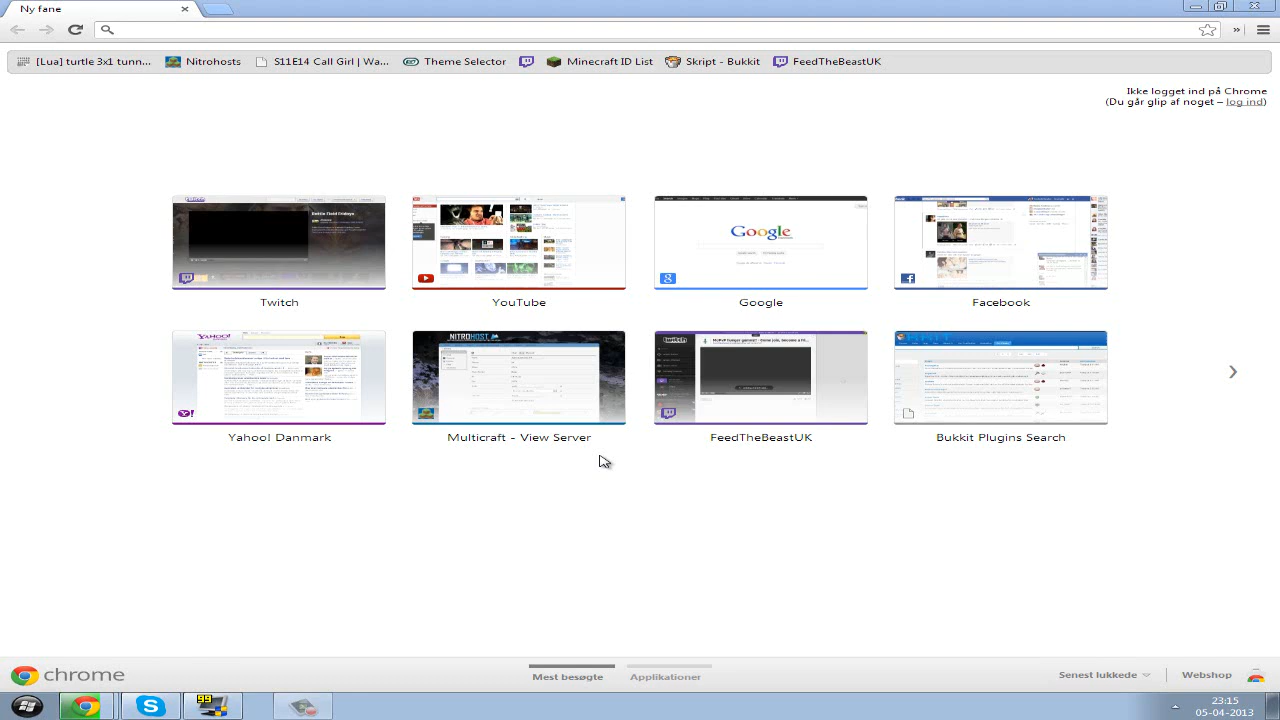 Ny fane
[Lua] turtle 3x1 tunn...
Nitrohosts
S1E14 Call Girl | Wa...
Theme Selector
Minecraft ID List
Skript - Bukkit
FeedTheBeastUK
Ikke logget ind på Chrome
(Du går glip af noget – log ind)
Google
YAHOO!
NITROHOST
Twitch
YouTube
Google
Facebook
Yahoo! Danmark
Multicraft - View Server
FeedTheBeastUK
Bukkit Plugins Search
chrome
Mest besøgte
Applikationer
Senest lukkede
Webshop
99
23:15
05-04-2013